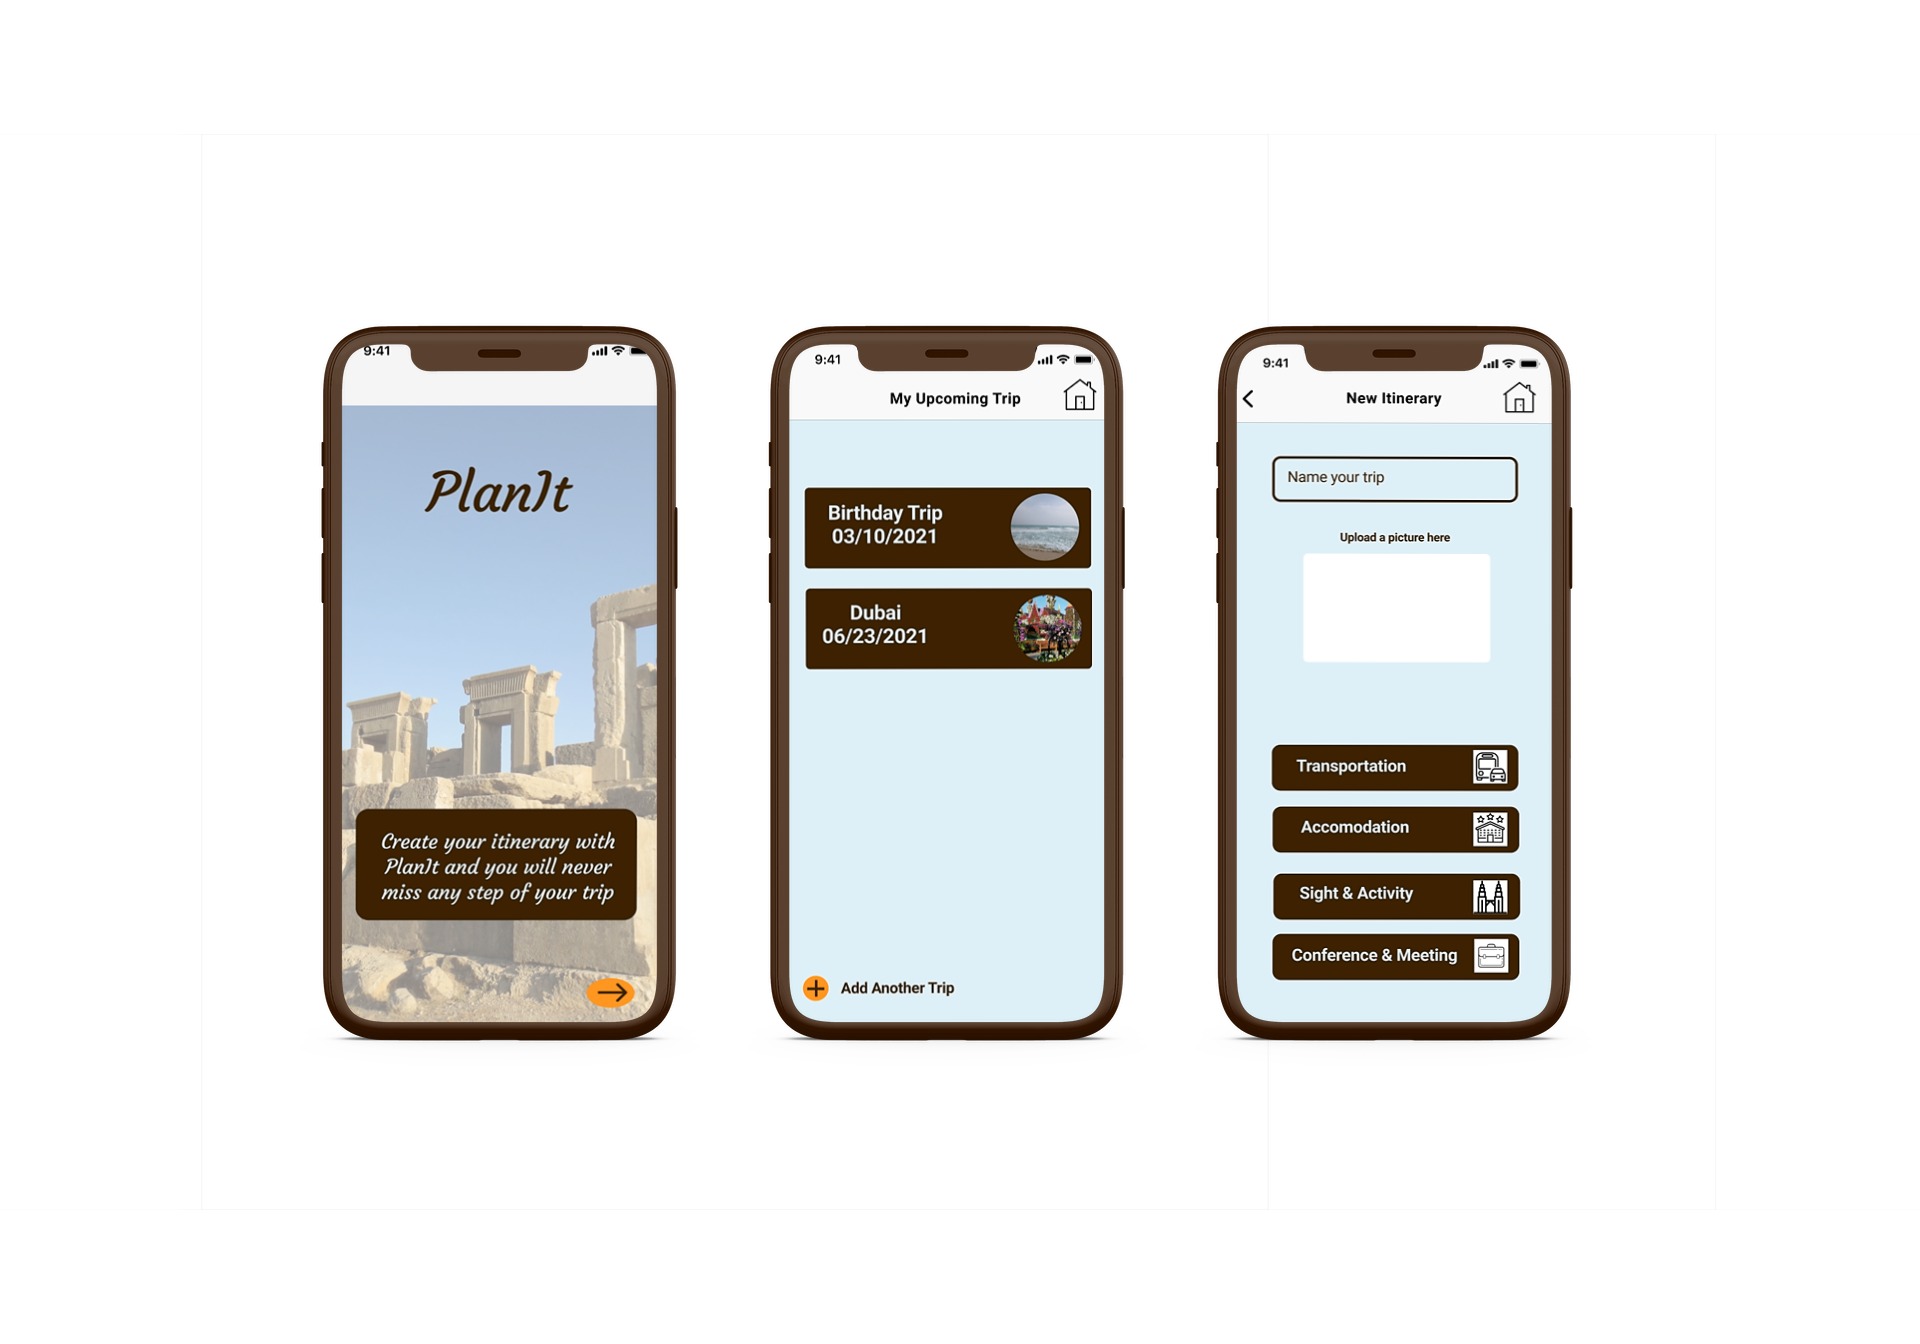 9:41
PlanIt
Create your itinerary with
PlanIt and you will never
miss any step of your trip
9:41
My Upcoming Trip
Birthday Trip
03/10/2021
Dubai
06/23/2021
Add Another Trip
9:41
New Itinerary
Name your trip
Upload a picture here
Transportation
Accomodation
Sight & Activity
Conference & Meeting